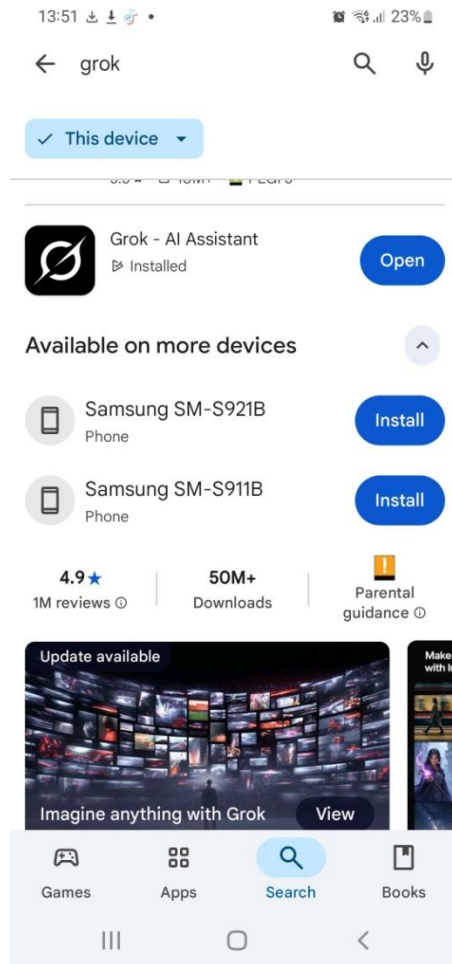 13:51
23%
grok
This device
Grok - AI Assistant
Installed
Open
Available on more devices
Samsung SM-S921B
Phone
Install
Samsung SM-S911B
Phone
Install
4.9★
1M reviews
50M+
Downloads
Parental
guidance
Update available
Imagine anything with Grok
View
Make
Games
Apps
Search
Books